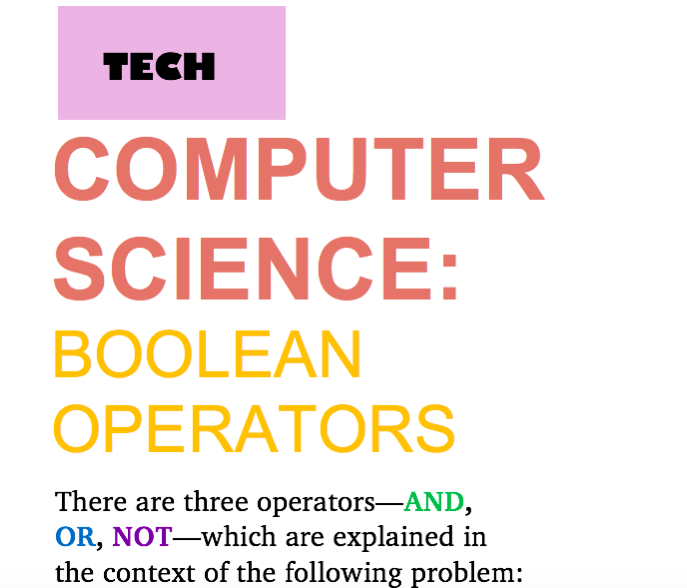 TECH
COMPUTER
SCIENCE:
BOOLEAN
OPERATORS
There are three operators—AND,
OR, NOT—which are explained in
the context of the following problem: